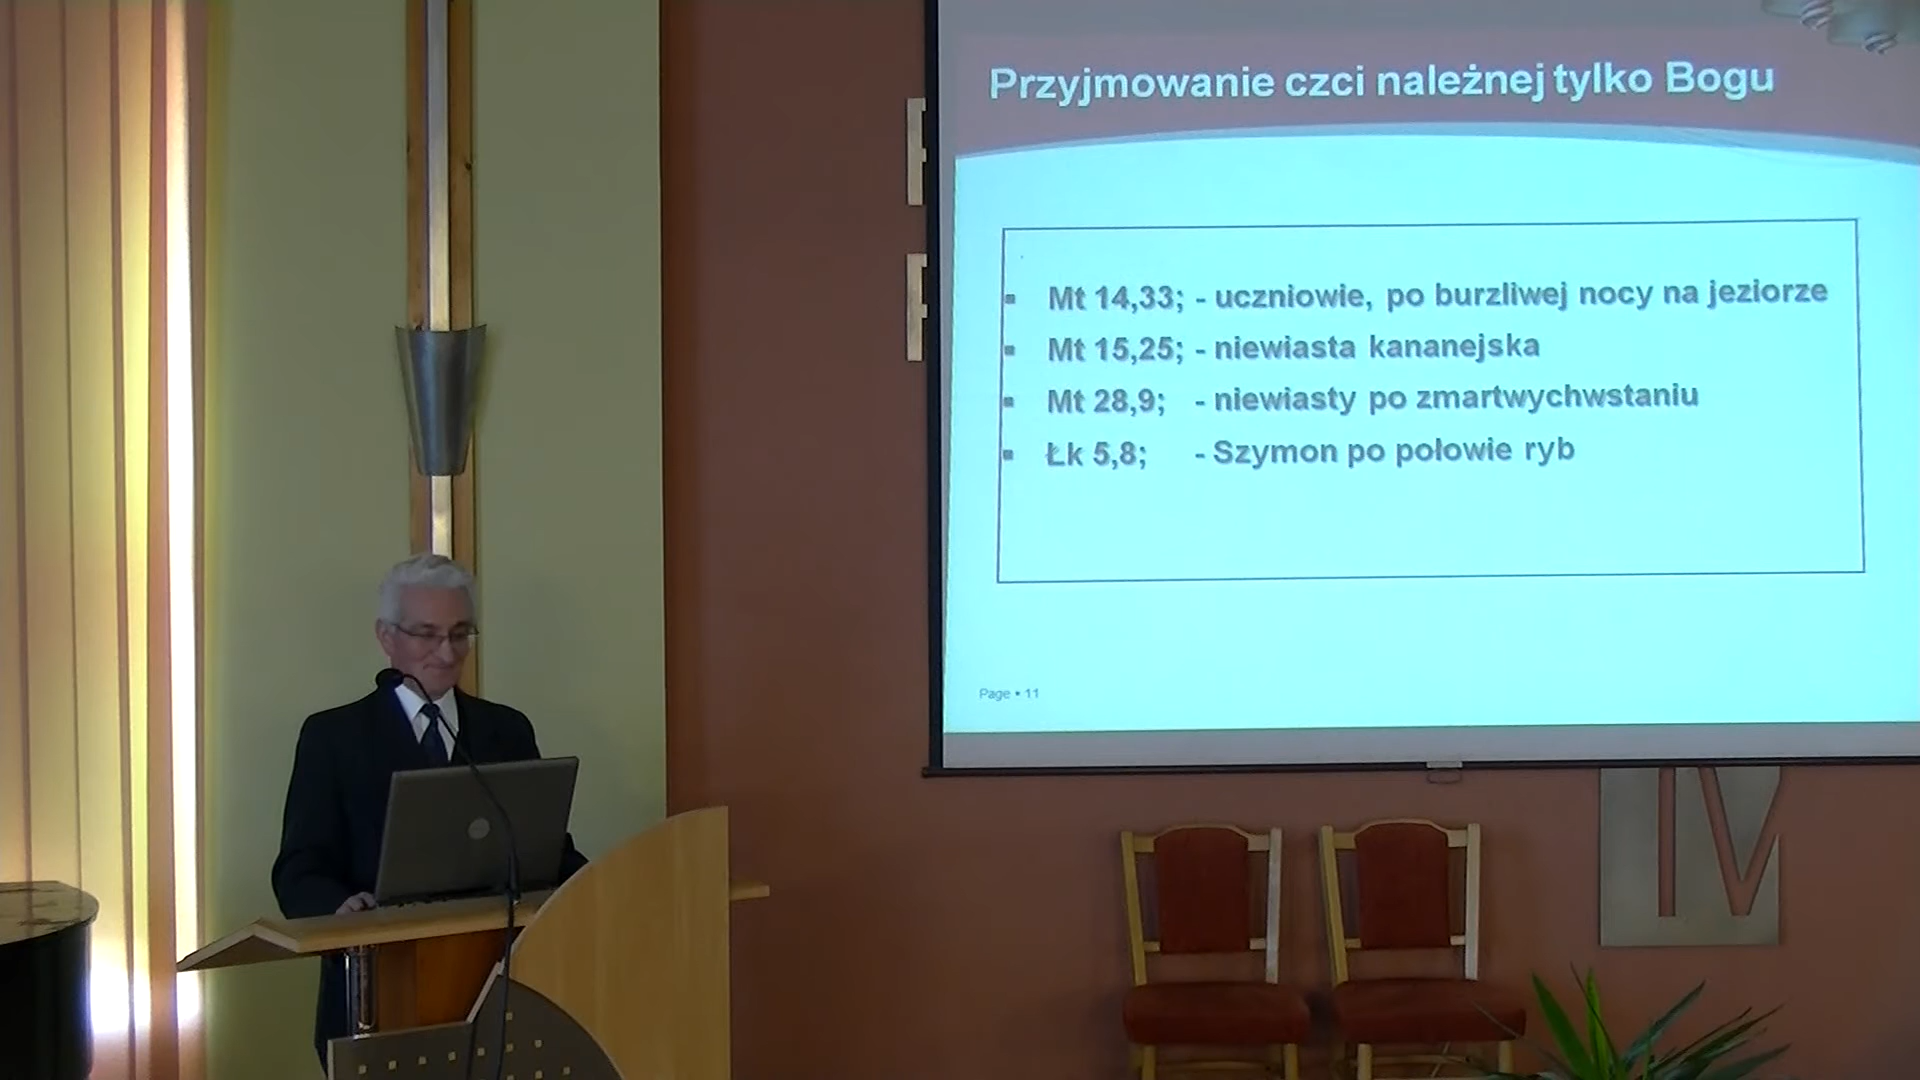 Przyjmowanie czci należnej tylko Bogu
▪ Mt 14,33; - uczniowie, po burzliwej nocy na jeziorze
▪ Mt 15,25; - niewiasta kananejska
▪ Mt 28,9; - niewiasty po zmartwychwstaniu
▪ Łk 5,8; - Szymon po połowie ryb
Page ▪ 11
IV